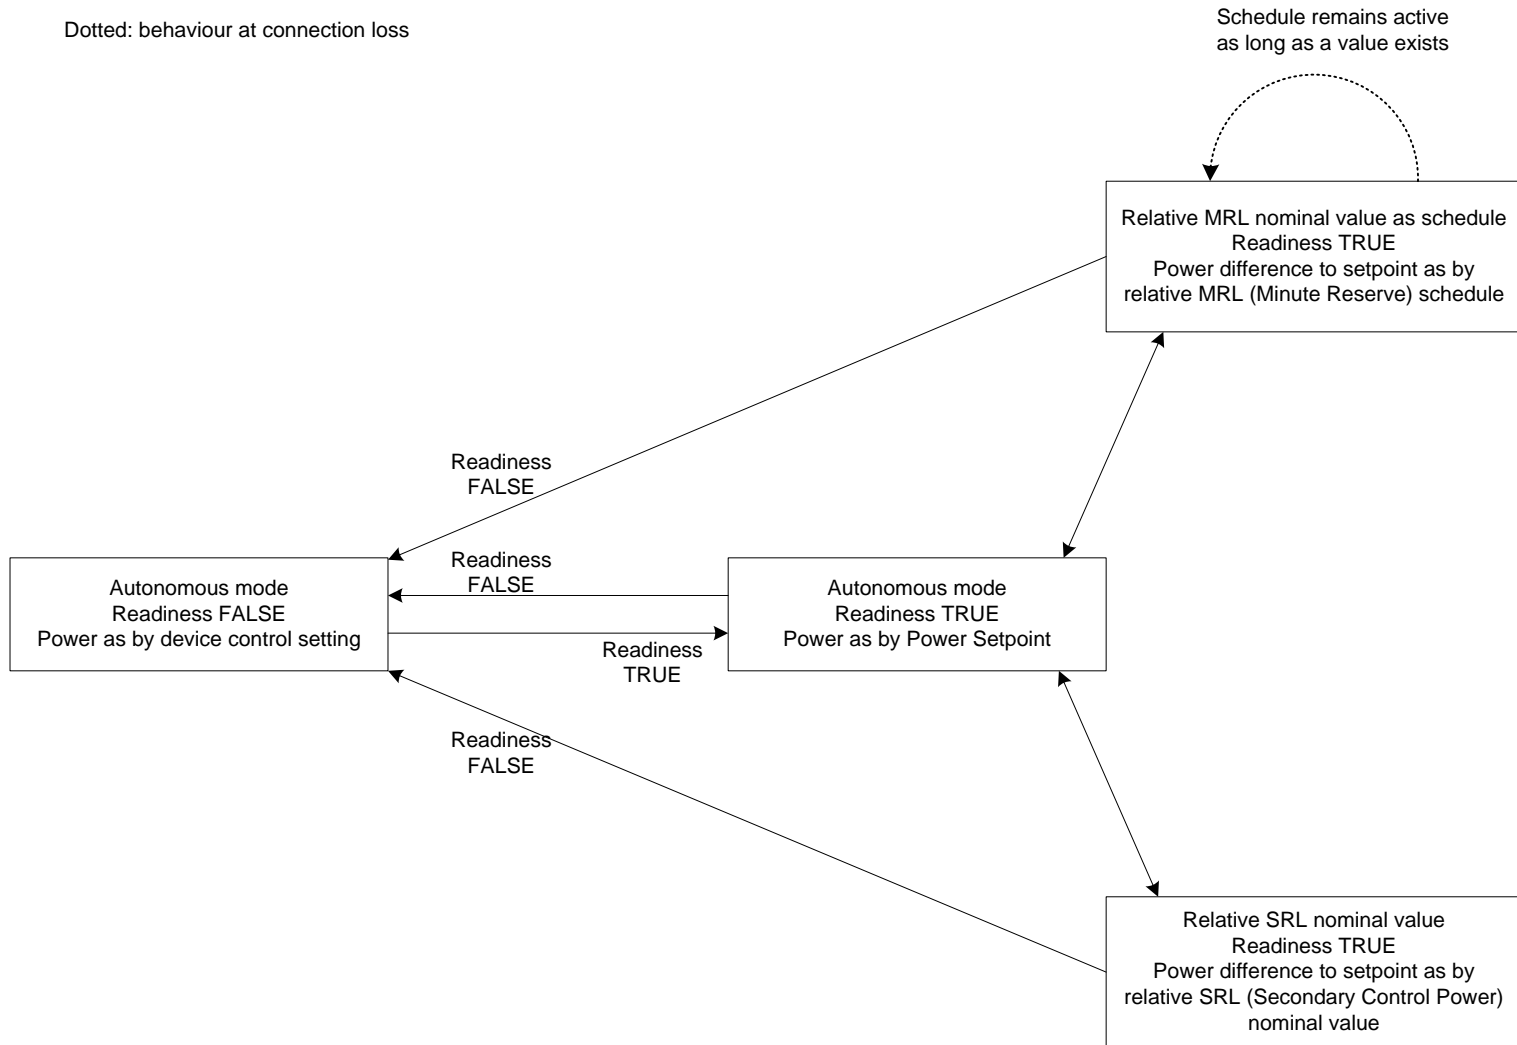 Dotted: behaviour at connection loss
Schedule remains active
as long as a value exists
Relative MRL nominal value as schedule
Readiness TRUE
Power difference to setpoint as by
relative MRL (Minute Reserve) schedule
Readiness
FALSE
Autonomous mode
Readiness FALSE
Power as by device control setting
Readiness
FALSE
Readiness
TRUE
Autonomous mode
Readiness TRUE
Power as by Power Setpoint
Readiness
FALSE
Relative SRL nominal value
Readiness TRUE
Power difference to setpoint as by
relative SRL (Secondary Control Power)
nominal value